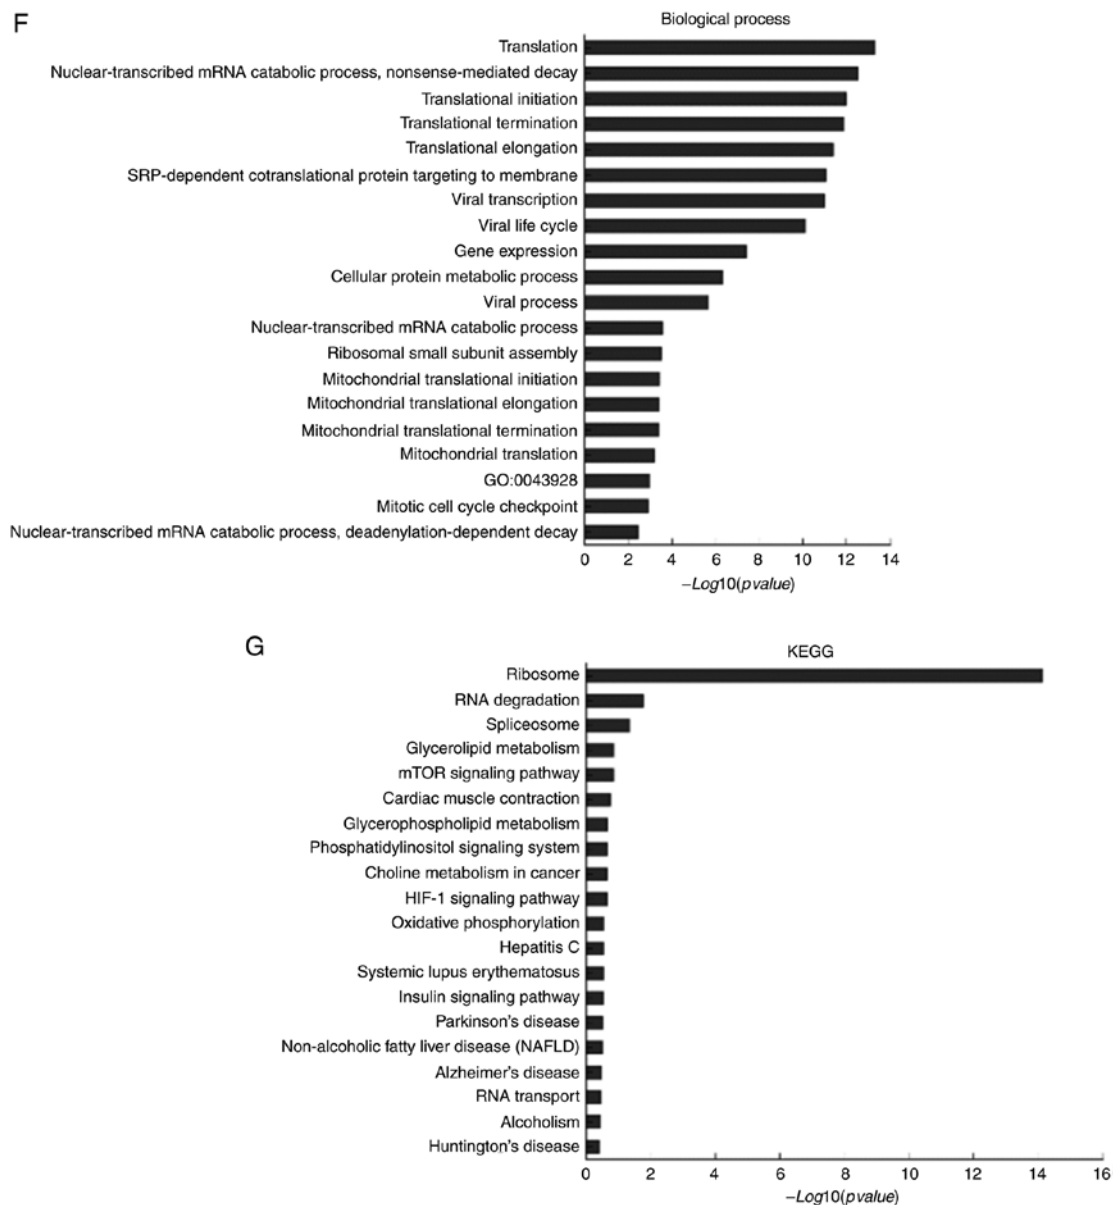 F
Biological process
Translation
Nuclear-transcribed mRNA catabolic process, nonsense-mediated decay
Translational initiation
Translational termination
Translational elongation
SRP-dependent cotranslational protein targeting to membrane
Viral transcription
Viral life cycle
Gene expression
Cellular protein metabolic process
Viral process
Nuclear-transcribed mRNA catabolic process
Ribosomal small subunit assembly
Mitochondrial translational initiation
Mitochondrial translational elongation
Mitochondrial translational termination
Mitochondrial translation
GO:0043928
Mitotic cell cycle checkpoint
Nuclear-transcribed mRNA catabolic process, deadenylation-dependent decay
0 2 4 6 8 10 12 14
–Log10(pvalue)
G
KEGG
Ribosome
RNA degradation
Spliceosome
Glycerolipid metabolism
mTOR signaling pathway
Cardiac muscle contraction
Glycerophospholipid metabolism
Phosphatidylinositol signaling system
Choline metabolism in cancer
HIF-1 signaling pathway
Oxidative phosphorylation
Hepatitis C
Systemic lupus erythematosus
Insulin signaling pathway
Parkinson's disease
Non-alcoholic fatty liver disease (NAFLD)
Alzheimer's disease
RNA transport
Alcoholism
Huntington's disease
0 2 4 6 8 10 12 14 16
–Log10(pvalue)